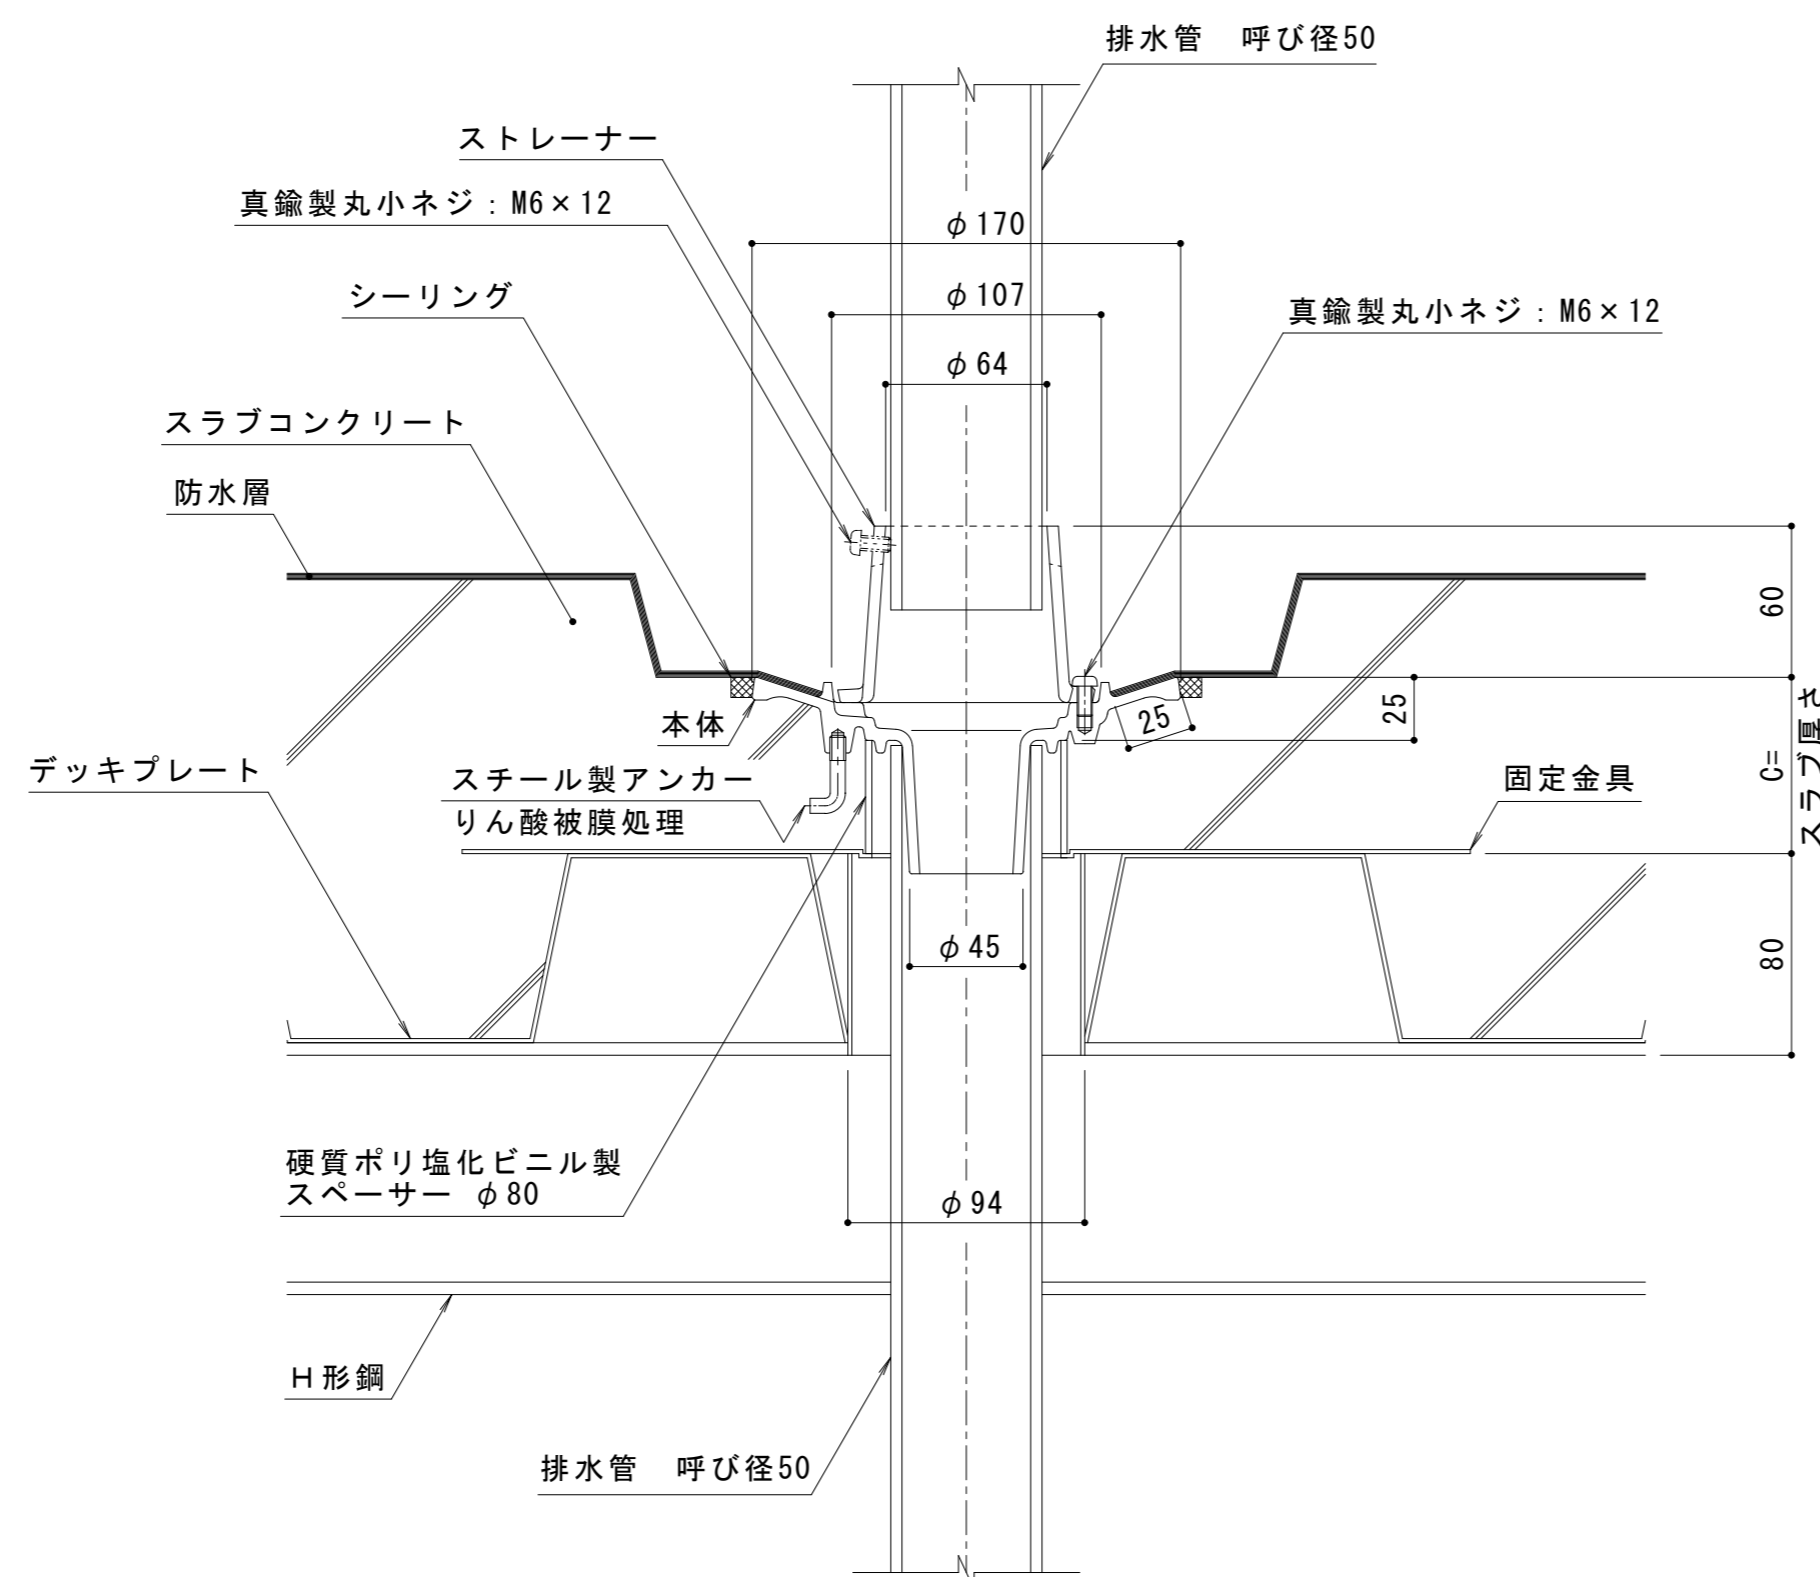 排水管　呼び径50
ストレーナー
真鍮製丸小ネジ：M6×12
φ170
シーリング
φ107
真鍮製丸小ネジ：M6×12
φ64
スラブコンクリート
防水層
60
本体
25
25
デッキプレート
スチール製アンカー
りん酸被膜処理
固定金具
C=
スラブ厚さ
φ45
80
硬質ポリ塩化ビニル製
スペーサー　φ80
φ94
H形鋼
排水管　呼び径50